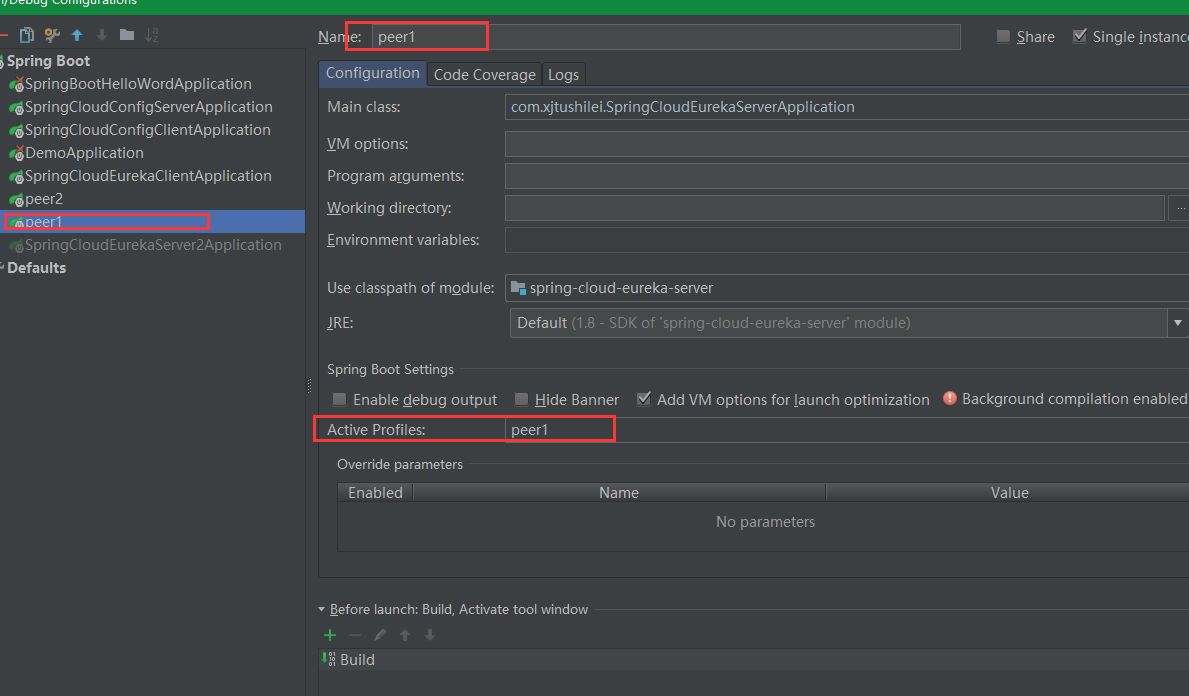 n/Debug Configurations
Name: peer1
Share
Single instance
Spring Boot
SpringBootHelloWordApplication
SpringCloudConfigServerApplication
SpringCloudConfigClientApplication
DemoApplication
SpringCloudEurekaClientApplication
peer2
peer1
SpringCloudEurekaServer2Application
Defaults
Configuration
Code Coverage
Logs
Main class: com.xjtushilei.SpringCloudEurekaServerApplication
VM options:
Program arguments:
Working directory:
...
Environment variables:
Use classpath of module: spring-cloud-eureka-server
JRE: Default (1.8 - SDK of 'spring-cloud-eureka-server' module)
Spring Boot Settings
Enable debug output
Hide Banner
Add VM options for launch optimization
Background compilation enabled
Active Profiles: peer1
Override parameters
Enabled Name Value
No parameters
Before launch: Build, Activate tool window
Build